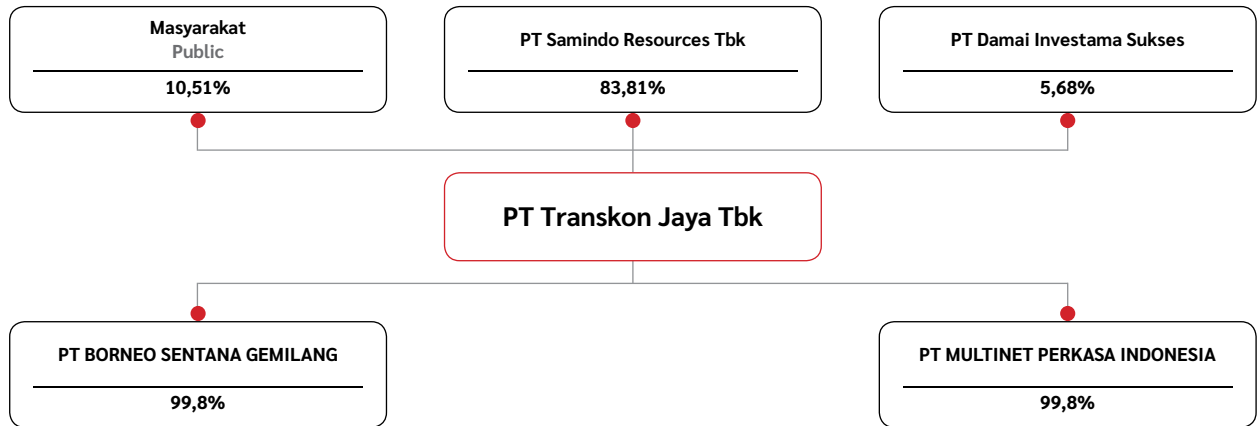 Masyarakat
Public
10,51%
PT Samindo Resources Tbk
83,81%
PT Damai Investama Sukses
5,68%
PT Transkon Jaya Tbk
PT BORNEO SENTANA GEMILANG
99,8%
PT MULTINET PERKASA INDONESIA
99,8%